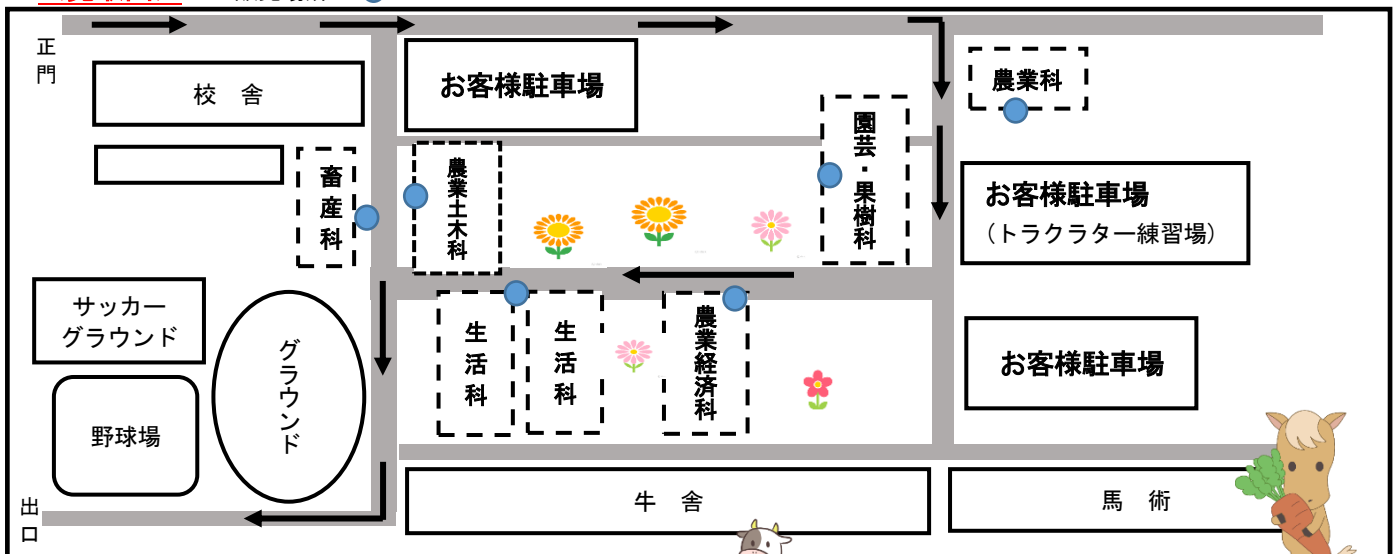 正門
校 舎
お客様駐車場
農業科
園芸・果樹科
畜産科
農業土木科
お客様駐車場
（トラクラター練習場）
サッカー
グラウンド
グラウンド
生活科
生活科
農業経済科
お客様駐車場
野球場
出口
牛 舎
馬 術